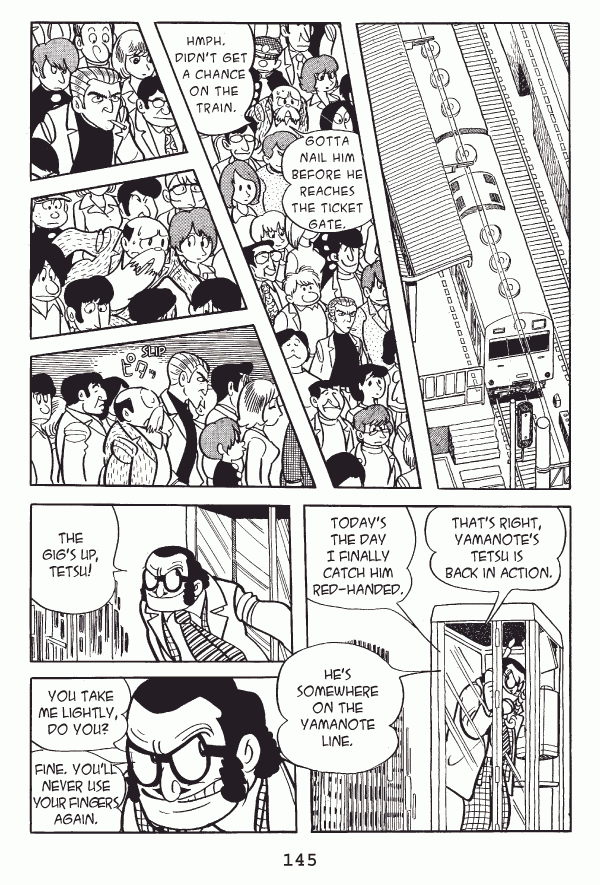 HMPH.
DIDN'T GET
A CHANCE
ON THE
TRAIN.
GOTTA
NAIL HIM
BEFORE HE
REACHES
THE TICKET
GATE.
SLIP
ピタッ
THE
GIG'S UP,
TETSU!
TODAY'S
THE DAY
I FINALLY
CATCH HIM
RED-HANDED.
THAT'S RIGHT,
YAMANOTE'S
TETSU IS
BACK IN ACTION.
HE'S
SOMEWHERE
ON THE
YAMANOTE
LINE.
YOU TAKE
ME LIGHTLY,
DO YOU?
FINE. YOU'LL
NEVER USE
YOUR FINGERS
AGAIN.
145